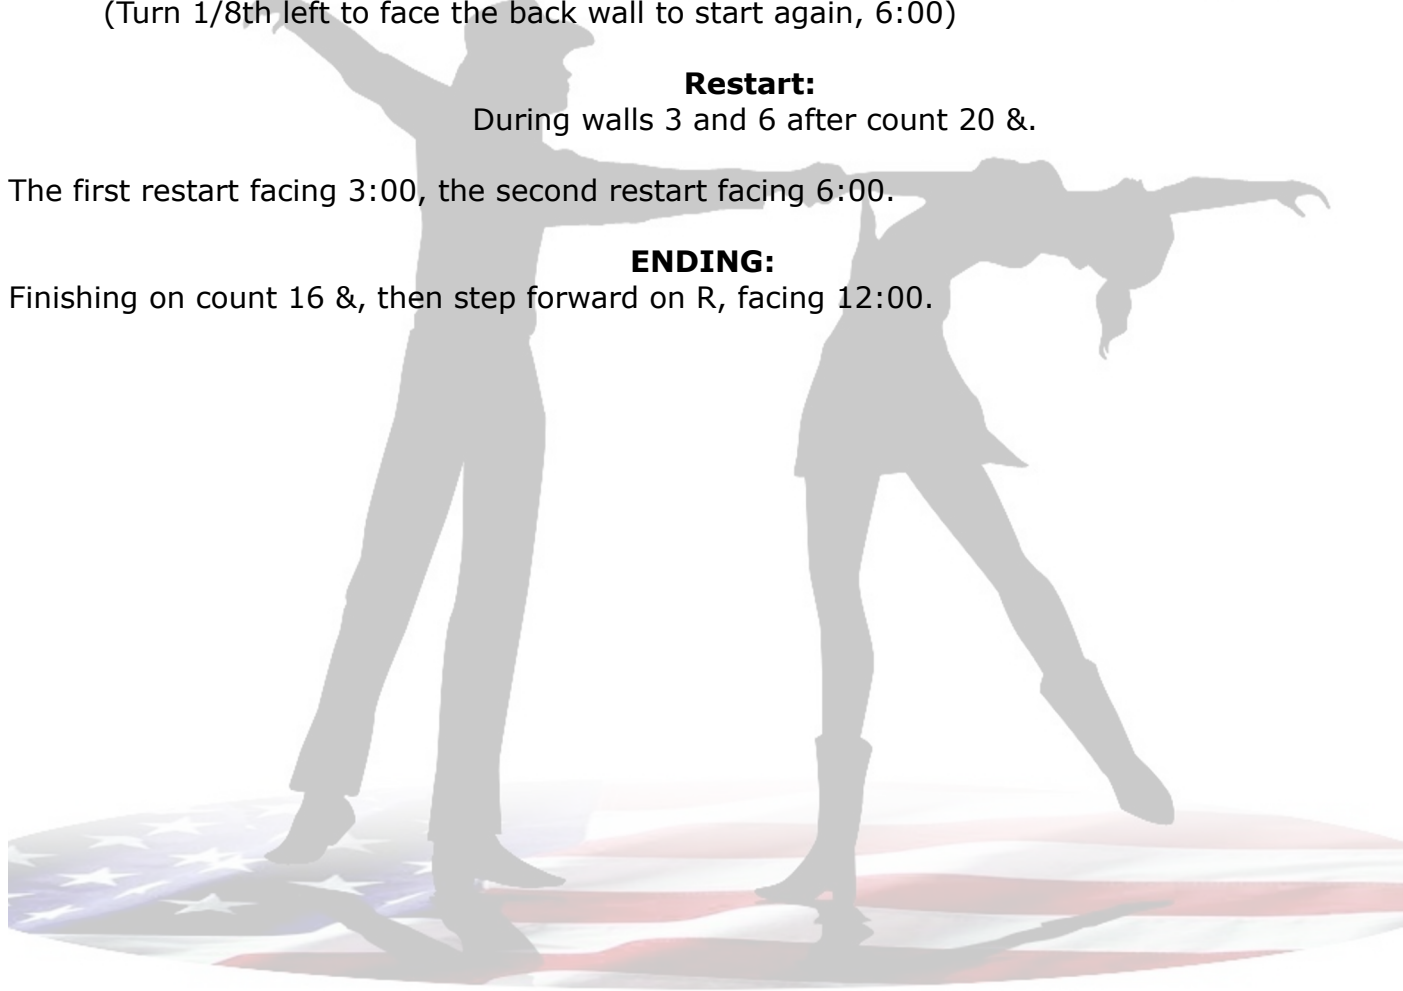 (Turn 1/8th left to face the back wall to start again, 6:00)
Restart:
During walls 3 and 6 after count 20 &.
The first restart facing 3:00, the second restart facing 6:00.
ENDING:
Finishing on count 16 &, then step forward on R, facing 12:00.